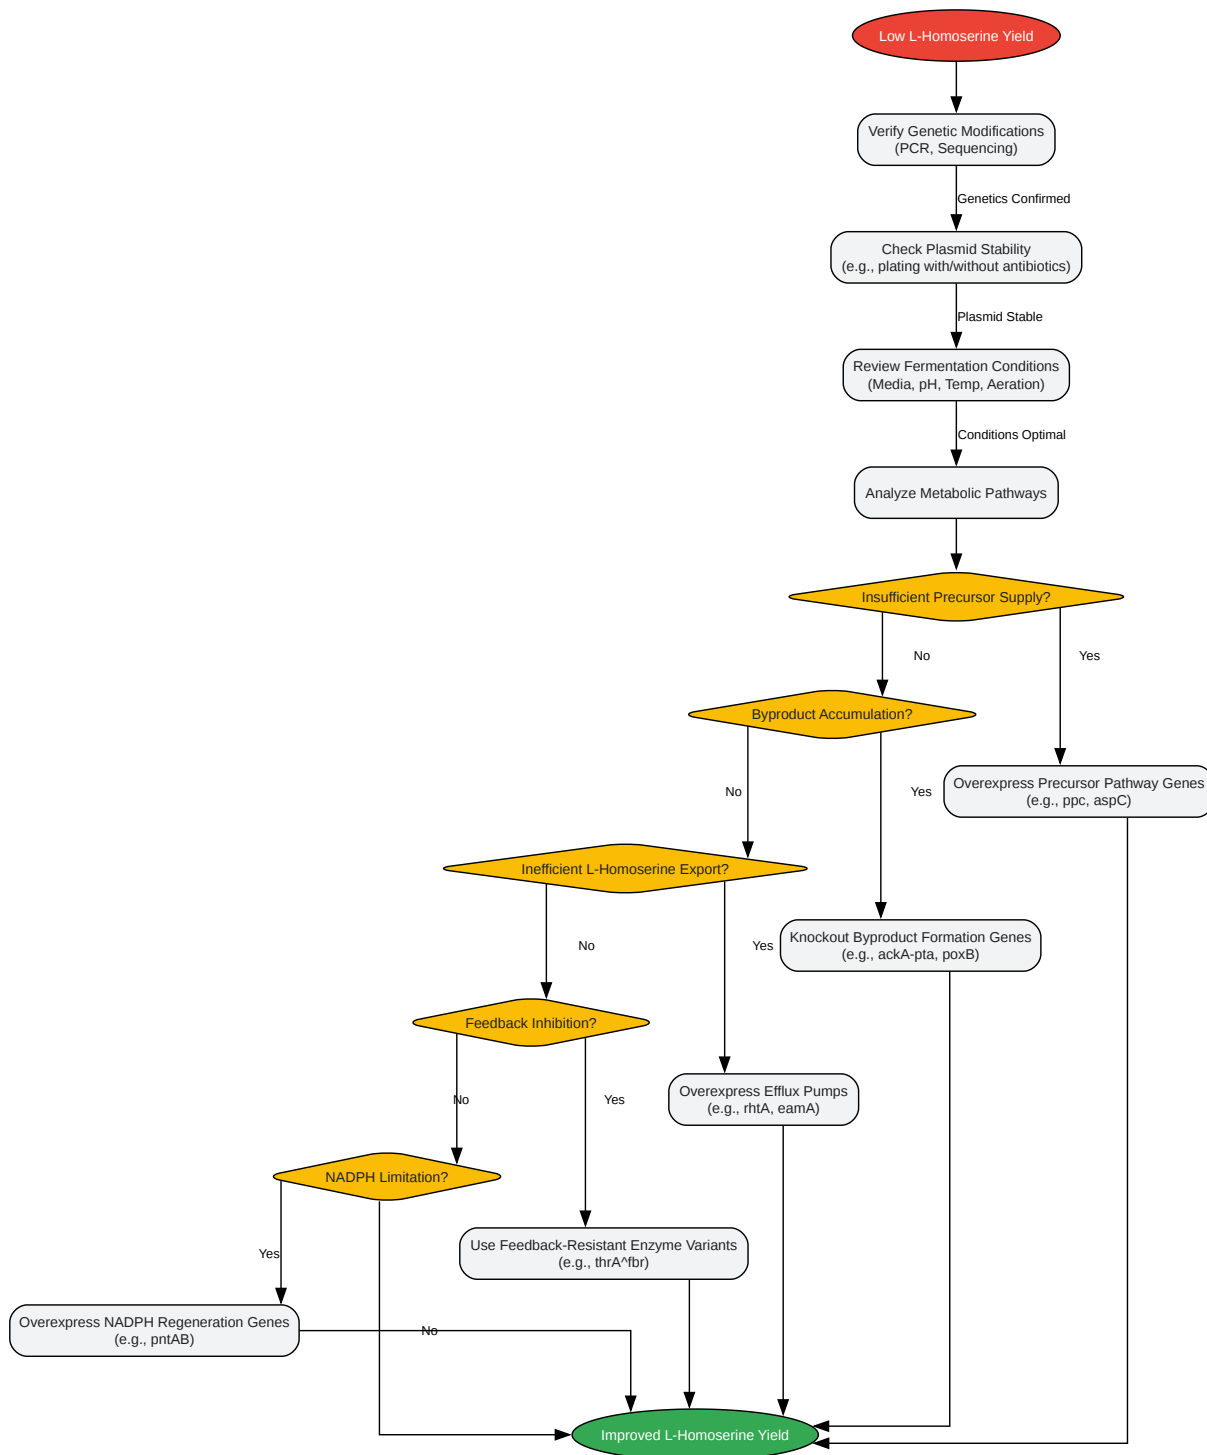 Low L-Homoserine Yield
Verify Genetic Modifications
(PCR, Sequencing)
Genetics Confirmed
Check Plasmid Stability
(e.g., plating with/without antibiotics)
Plasmid Stable
Review Fermentation Conditions
(Media, pH, Temp, Aeration)
Conditions Optimal
Analyze Metabolic Pathways
Insufficient Precursor Supply?
No
Yes
Byproduct Accumulation?
No
Yes
Overexpress Precursor Pathway Genes
(e.g., ppc, aspC)
Inefficient L-Homoserine Export?
No
Yes
Knockout Byproduct Formation Genes
(e.g., ackA-pta, poxB)
Feedback Inhibition?
No
Yes
Overexpress Efflux Pumps
(e.g., rhtA, eamA)
NADPH Limitation?
Yes
Use Feedback-Resistant Enzyme Variants
(e.g., thrA^fbr)
Overexpress NADPH Regeneration Genes
(e.g., pntAB)
No
Improved L-Homoserine Yield